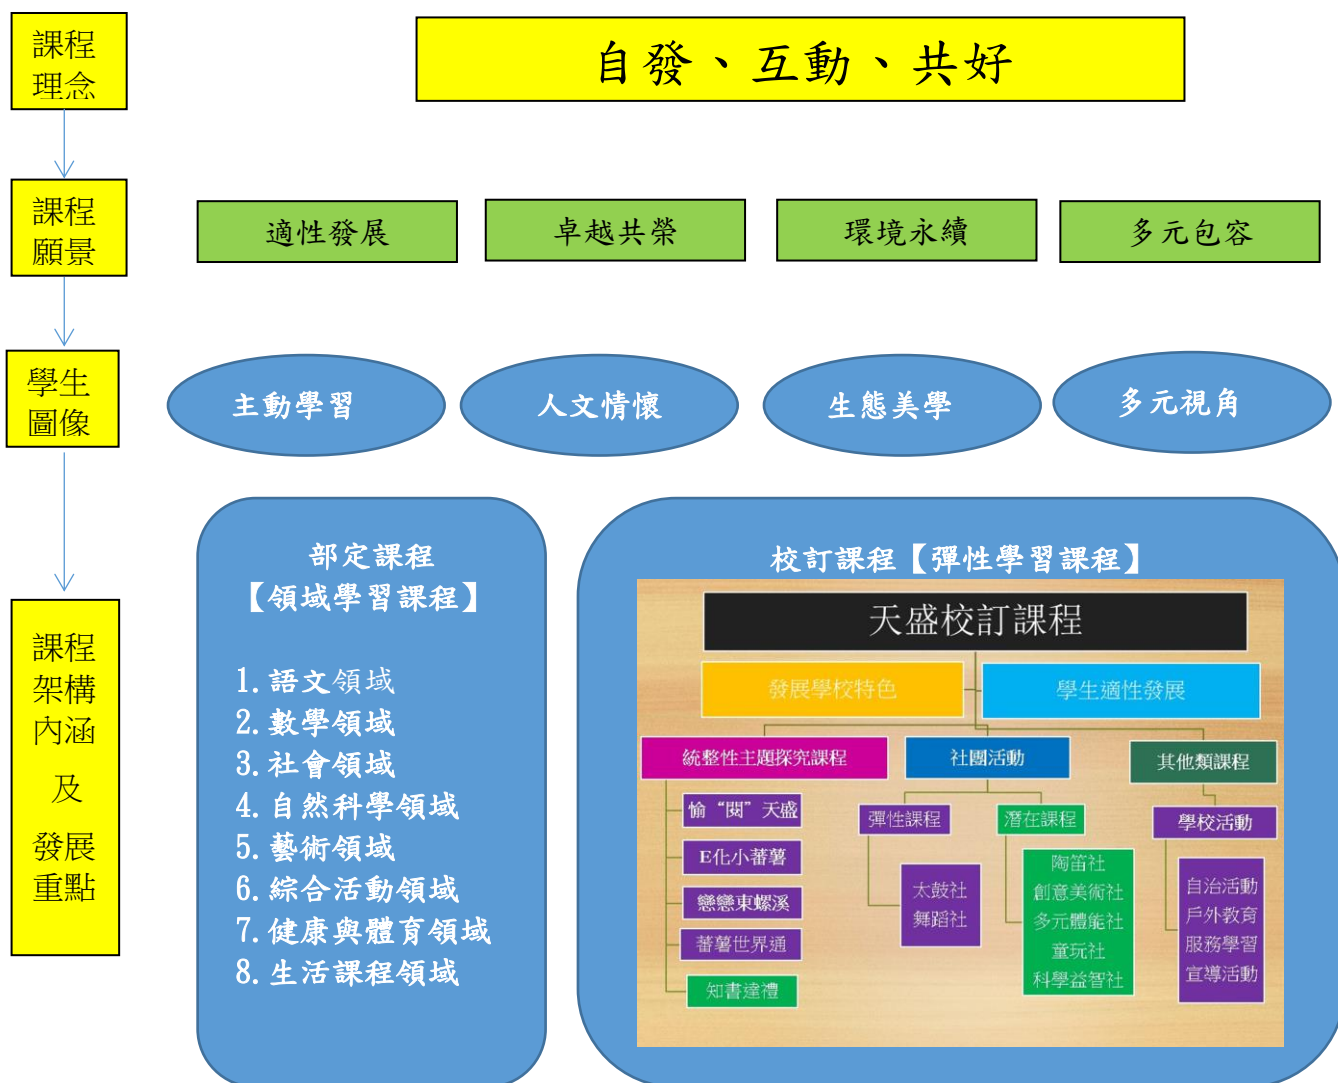 課程
理念
自發、互動、共好
課程
願景
適性發展
卓越共榮
環境永續
多元包容
學生
圖像
主動學習
人文情懷
生態美學
多元視角
課程
架構
內涵
及
發展
重點
部定課程
【領域學習課程】
1. 語文領域
2. 數學領域
3. 社會領域
4. 自然科學領域
5. 藝術領域
6. 綜合活動領域
7. 健康與體育領域
8. 生活課程領域
校訂課程【彈性學習課程】
天盛校訂課程
發展學校特色
學生適性發展
統整性主題探究課程
愉“閱”天盛
E化小蕃薯
戀戀東螺溪
蕃薯世界通
知書達禮
社團活動
彈性課程
太鼓社
舞蹈社
潛在課程
陶笛社
創意美術社
多元體能社
童玩社
科學益智社
其他類課程
學校活動
自治活動
戶外教育
服務學習
宣導活動